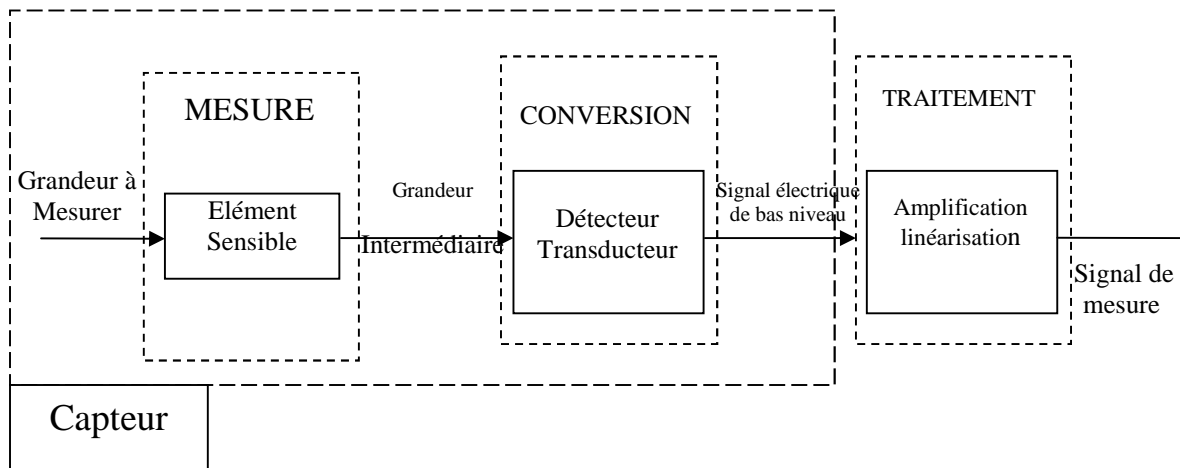 MESURE
CONVERSION
TRAITEMENT
Grandeur à
Mesurer
Elément
Sensible
Grandeur
Intermédiaire
Détecteur
Transducteur
Signal électrique
de bas niveau
Amplification
linéarisation
Signal de
mesure
Capteur